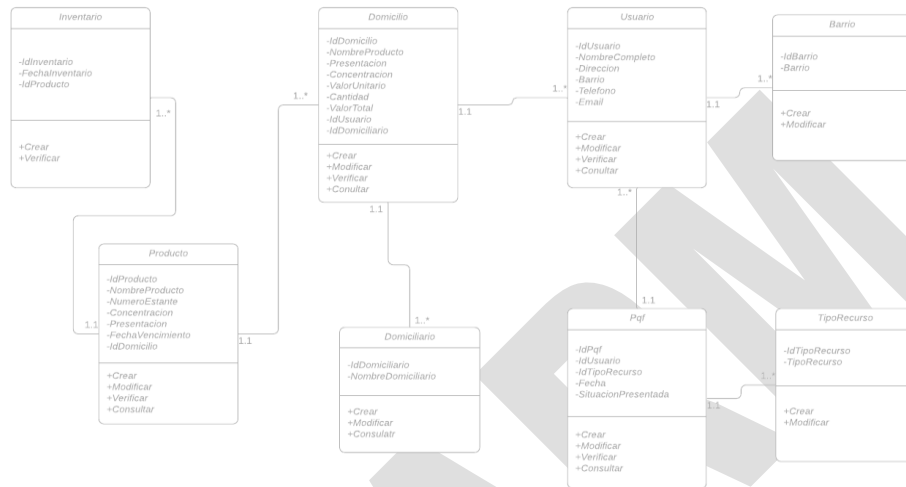 Inventario
-IdInventario
-FechaInventario
-IdProducto
+Crear
+Verificar
1..*
Domicilio
-IdDomicilio
-NombreProducto
-Presentacion
-Concentracion
-ValorUnitario
-Cantidad
-ValorTotal
-IdUsuario
-IdDomiciliario
+Crear
+Modificar
+Verificar
+Conultar
1..*
1.1
1.1
Usuario
-IdUsuario
-NombreCompleto
-Direccion
-Barrio
-Telefono
-Email
+Crear
+Modificar
+Verificar
+Conultar
1..*
1.1
1..*
Barrio
-IdBarrio
-Barrio
+Crear
+Modificar
1..*
Producto
-IdProducto
-NombreProducto
-NumeroEstante
-Concentracion
-Presentacion
-FechaVencimiento
-IdDomicilio
+Crear
+Modificar
+Verificar
+Consultar
1.1
1.1
Domiciliario
-IdDomiciliario
-NombreDomiciliario
+Crear
+Modificar
+Consulatr
1..*
Pqf
-IdPqf
-IdUsuario
-IdTipoRecurso
-Fecha
-SituacionPresentada
+Crear
+Modificar
+Verificar
+Consultar
1.1
1.1
TipoRecurso
-IdTipoRecurso
-TipoRecurso
+Crear
+Modificar
1..*